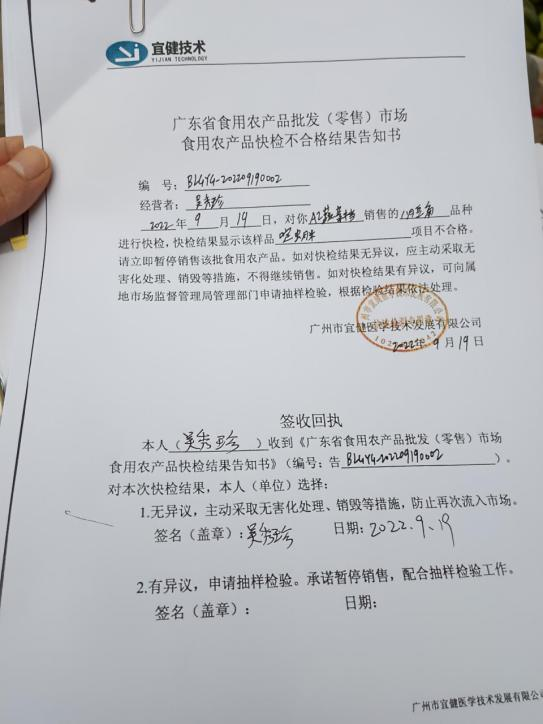 宜健技术
YIJIAN TECHNOLOGY
广东省食用农产品批发（零售）市场
食用农产品快检不合格结果告知书
编 号：BLGY4-202209190002
经营者：吴秀珍
2022年 9 月 19 日，对你A2蔬菜档销售的八四豆角品种
进行快检，快检结果显示该样品 啶虫脒 项目不合格。
请立即暂停销售该批食用农产品。如对快检结果无异议，应主动采取无
害化处理、销毁等措施，不得继续销售。如对快检结果有异议，可向属
地市场监督管理局管理部门申请抽样检验，根据检验结果依法处理。
广州市宜健医学技术发展有限公司
2022年 9 月 19 日
签收回执
本人（吴秀珍）收到《广东省食用农产品批发（零售）市场
食用农产品快检结果告知书》（编号：告 BLGY4-202209190002）。
对本次快检结果，本人（单位）选择：
1.无异议，主动采取无害化处理、销毁等措施，防止再次流入市场。
签名（盖章）：吴秀珍 日期：2022.9.19
2.有异议，申请抽样检验。承诺暂停销售，配合抽样检验工作。
签名（盖章）： 日期：
广州市宜健医学技术发展有限公